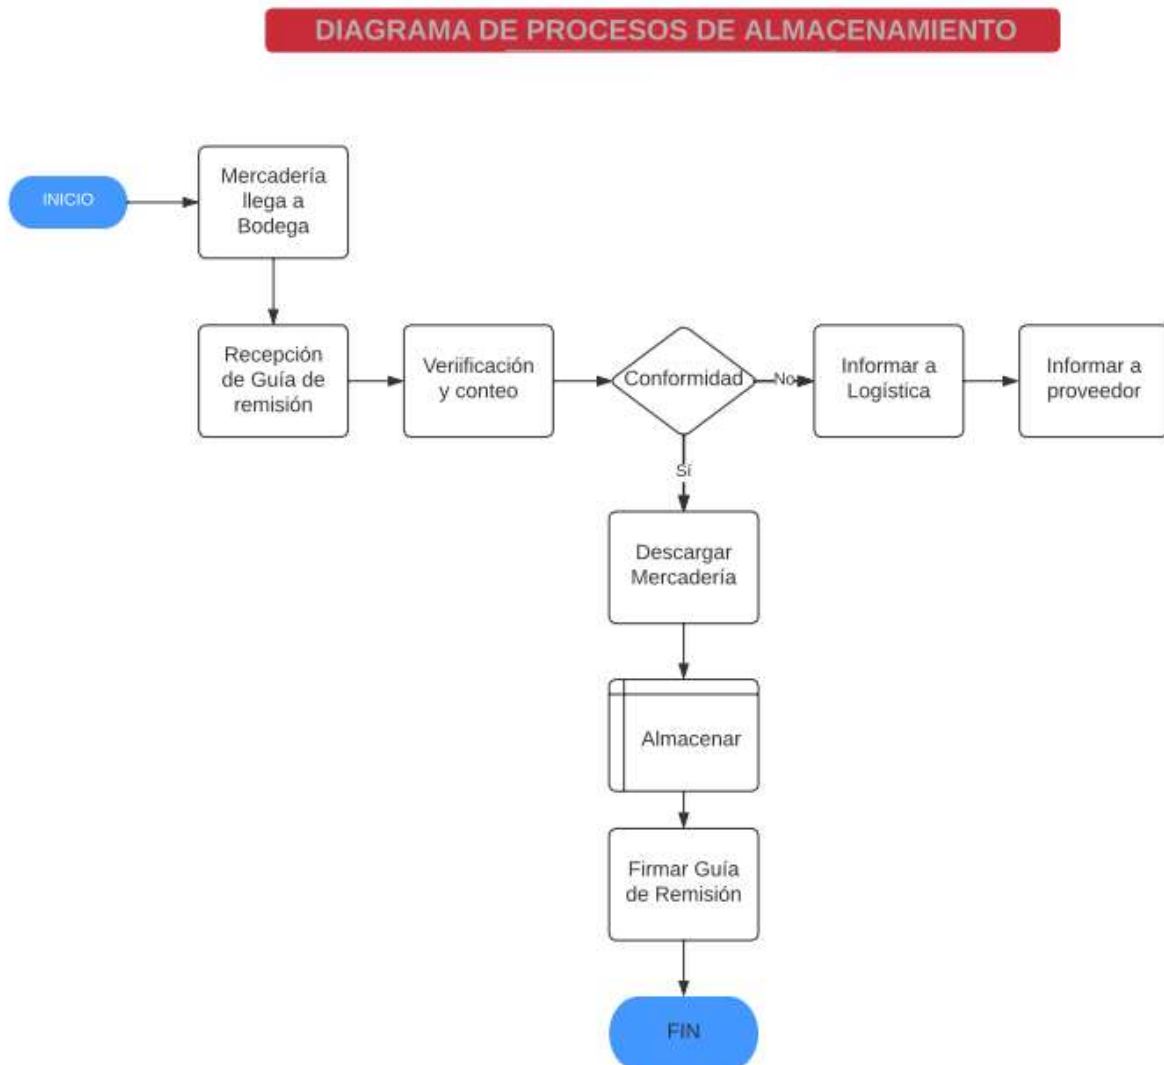 DIAGRAMA DE PROCESOS DE ALMACENAMIENTO
INICIO
Mercadería
llega a
Bodega
Recepción
de Guía de
remisión
Veriificación
y conteo
Conformidad
No
Informar a
Logística
Informar a
proveedor
Sí
Descargar
Mercadería
Almacenar
Firmar Guía
de Remisión
FIN